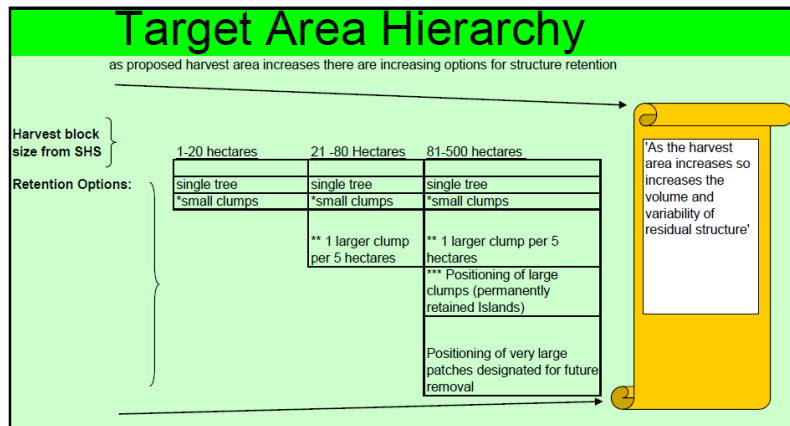 Target Area Hierarchy
as proposed harvest area increases there are increasing options for structure retention
Harvest block
size from SHS
1-20 hectares
21 -80 Hectares
81-500 hectares
Retention Options:
single tree
single tree
single tree
*small clumps
*small clumps
*small clumps
** 1 larger clump
per 5 hectares
** 1 larger clump per 5
hectares
*** Positioning of large
clumps (permanently
retained Islands)
Positioning of very large
patches designated for future
removal
'As the harvest
area increases so
increases the
volume and
variability of
residual structure'